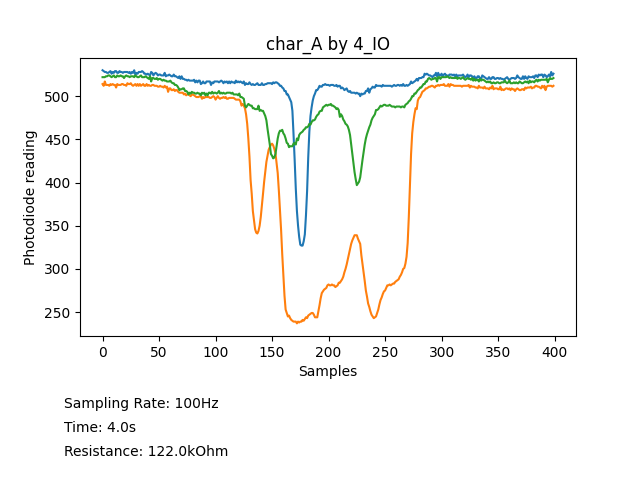 char_A by 4_IO
500
450
400
350
300
250
Photodiode reading
0 50 100 150 200 250 300 350 400
Samples
Sampling Rate: 100Hz
Time: 4.0s
Resistance: 122.0kOhm